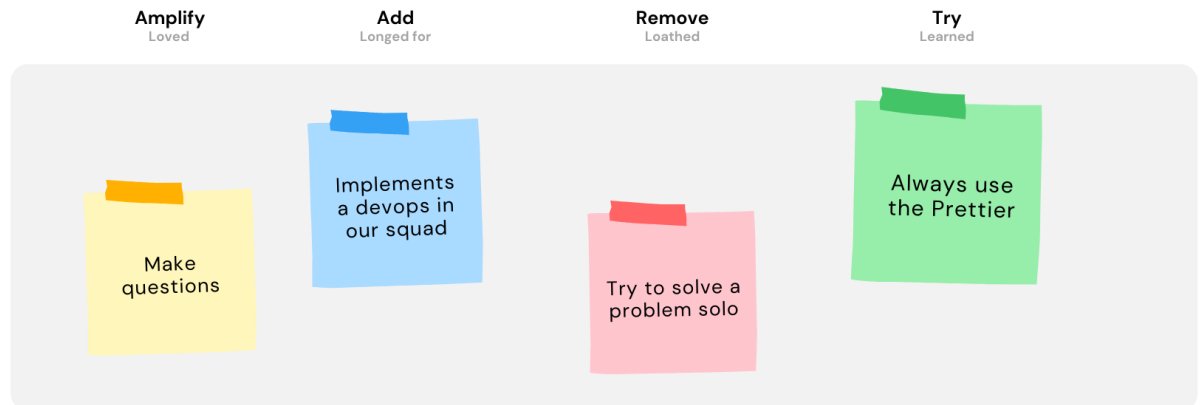 Amplify
Loved
Add
Longed for
Remove
Loathed
Try
Learned
Make
questions
Implements
a devops in
our squad
Try to solve a
problem solo
Always use
the Prettier